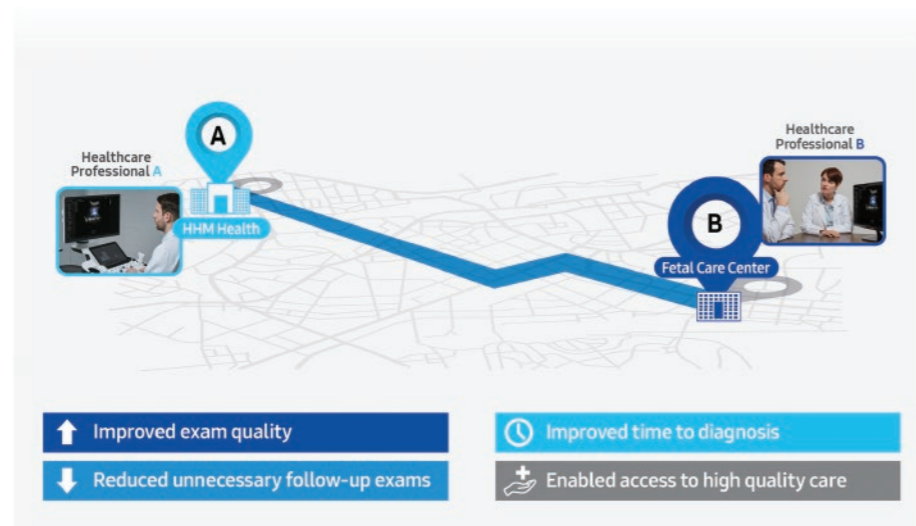 Healthcare
Professional A
A
HHM Health
Healthcare
Professional B
B
Fetal Care Center
Improved exam quality
Improved time to diagnosis
Reduced unnecessary follow-up exams
Enabled access to high quality care